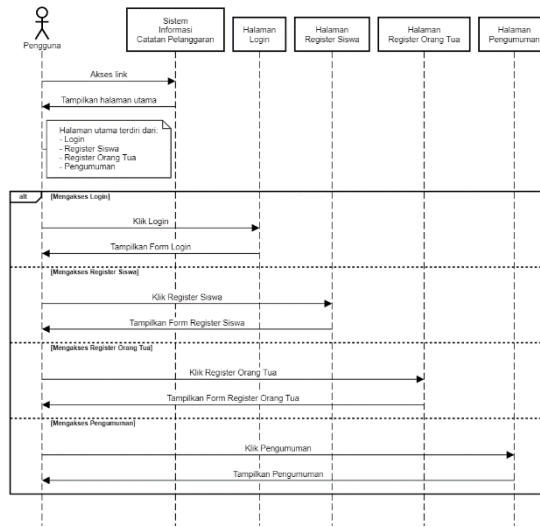 Pengguna
Sistem
Informasi
Catatan Pelanggaran
Halaman
Login
Halaman
Register Siswa
Halaman
Register Orang Tua
Halaman
Pengumuman
Akses link
Tampilkan halaman utama
Halaman utama terdiri dari:
- Login
- Register Siswa
- Register Orang Tua
- Pengumuman
alt
[Mengakses Login]
Klik Login
Tampilkan Form Login
[Mengakses Register Siswa]
Klik Register Siswa
Tampilkan Form Register Siswa
[Mengakses Register Orang Tua]
Klik Register Orang Tua
Tampilkan Form Register Orang Tua
[Mengakses Pengumuman]
Klik Pengumuman
Tampilkan Pengumuman